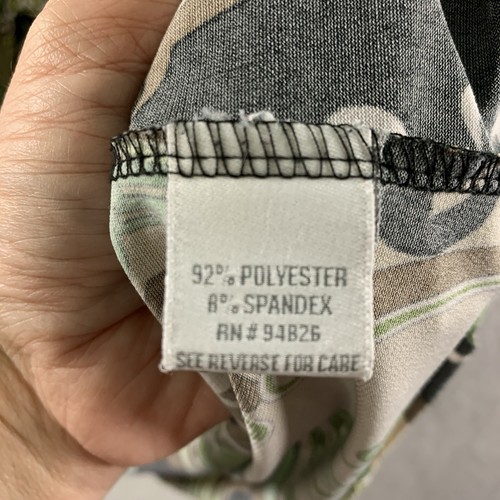 92% POLYESTER
8% SPANDEX
RN # 94826
SEE REVERSE FOR CARE